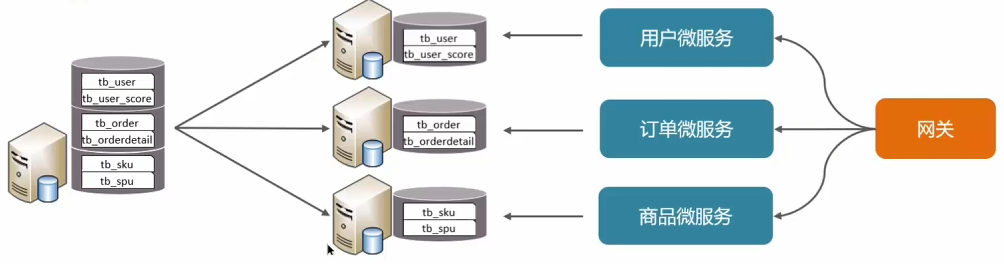 tb_user
tb_user_score
tb_order
tb_orderdetail
tb_sku
tb_spu
tb_user
tb_user_score
tb_order
tb_orderdetail
tb_sku
tb_spu
用户微服务
订单微服务
商品微服务
网关